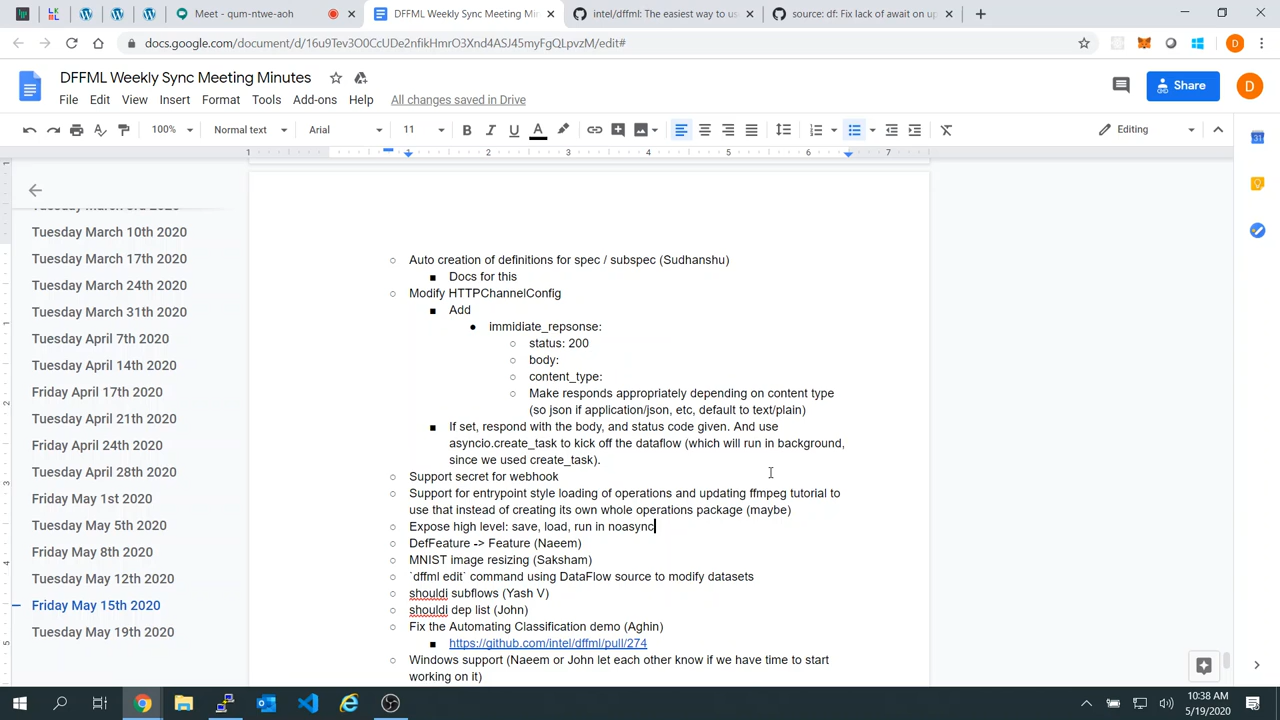 Meet - qum-ntwe-aoh
DFFML Weekly Sync Meeting Min
intel/dffml: The easiest way to us
source: df: Fix lack of await on up
docs.google.com/document/d/16u9Tev3O0CcUDe2nfikHmrO3Xnd4ASJ45myFgQLpvzM/edit#
DFFML Weekly Sync Meeting Minutes
File Edit View Insert Format Tools Add-ons Help All changes saved in Drive
Share
D
100% Normal text Arial 11 Editing
1 1 2 3 4 5 6 7
Tuesday March 10th 2020
Tuesday March 17th 2020
Tuesday March 24th 2020
Tuesday March 31th 2020
Tuesday April 7th 2020
Tuesday April 14th 2020
Friday April 17th 2020
Tuesday April 21th 2020
Friday April 24th 2020
Tuesday April 28th 2020
Friday May 1st 2020
Tuesday May 5th 2020
Friday May 8th 2020
Tuesday May 12th 2020
Friday May 15th 2020
Tuesday May 19th 2020
Auto creation of definitions for spec / subspec (Sudhanshu)
Docs for this
Modify HTTPChannelConfig
Add
immidiate_repsonse:
status: 200
body:
content_type:
Make responds appropriately depending on content type
(so json if application/json, etc, default to text/plain)
If set, respond with the body, and status code given. And use
asyncio.create_task to kick off the dataflow (which will run in background,
since we used create_task).
Support secret for webhook
Support for entrypoint style loading of operations and updating ffmpeg tutorial to
use that instead of creating its own whole operations package (maybe)
Expose high level: save, load, run in noasync
DefFeature -> Feature (Naeem)
MNIST image resizing (Saksham)
`dffml edit` command using DataFlow source to modify datasets
shouldi subflows (Yash V)
shouldi dep list (John)
Fix the Automating Classification demo (Aghin)
https://github.com/intel/dffml/pull/274
Windows support (Naeem or John let each other know if we have time to start
working on it)
10:38 AM
5/19/2020